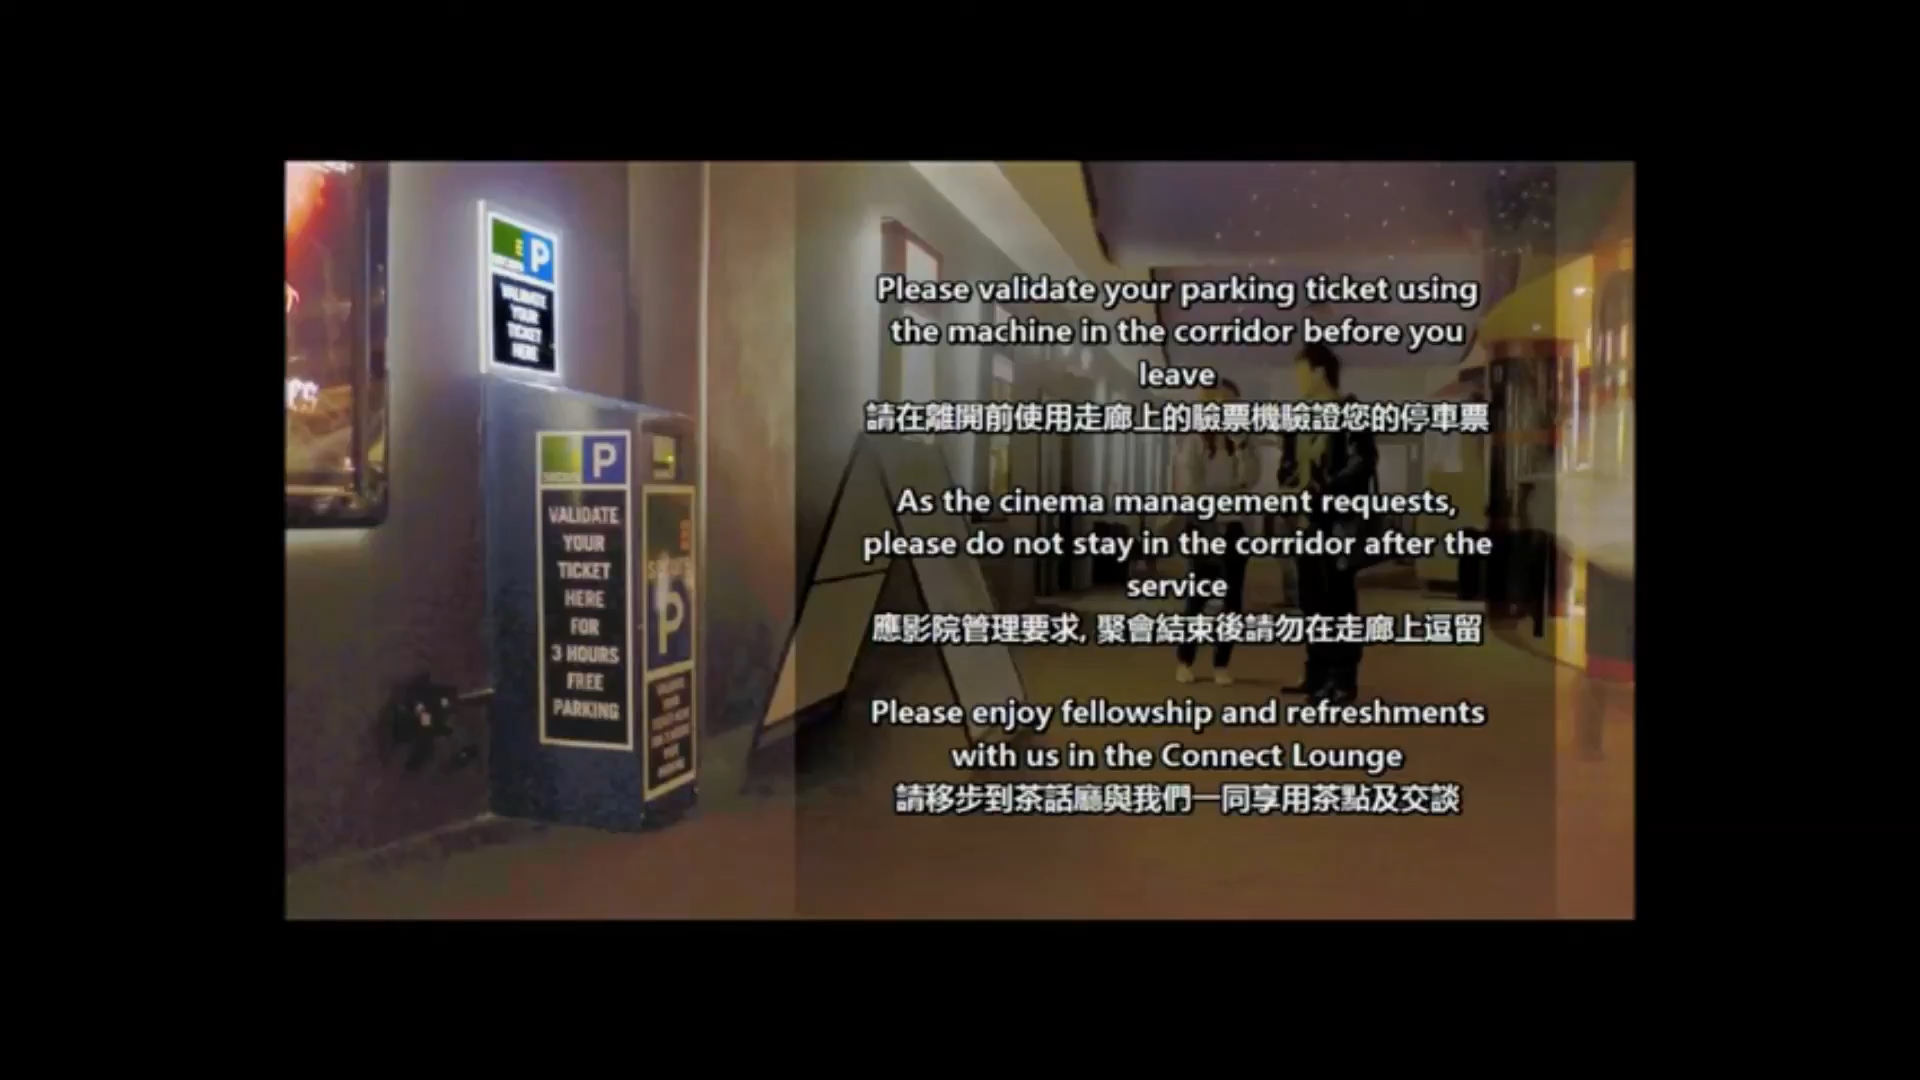 P
VALIDATE
YOUR
TICKET
HERE
P
VALIDATE
YOUR
TICKET
HERE
FOR
3 HOURS
FREE
PARKING
P
Please validate your parking ticket using
the machine in the corridor before you
leave
請在離開前使用走廊上的驗票機驗證您的停車票
As the cinema management requests,
please do not stay in the corridor after the
service
應影院管理要求, 聚會結束後請勿在走廊上逗留
Please enjoy fellowship and refreshments
with us in the Connect Lounge
請移步到茶話廳與我們一同享用茶點及交談